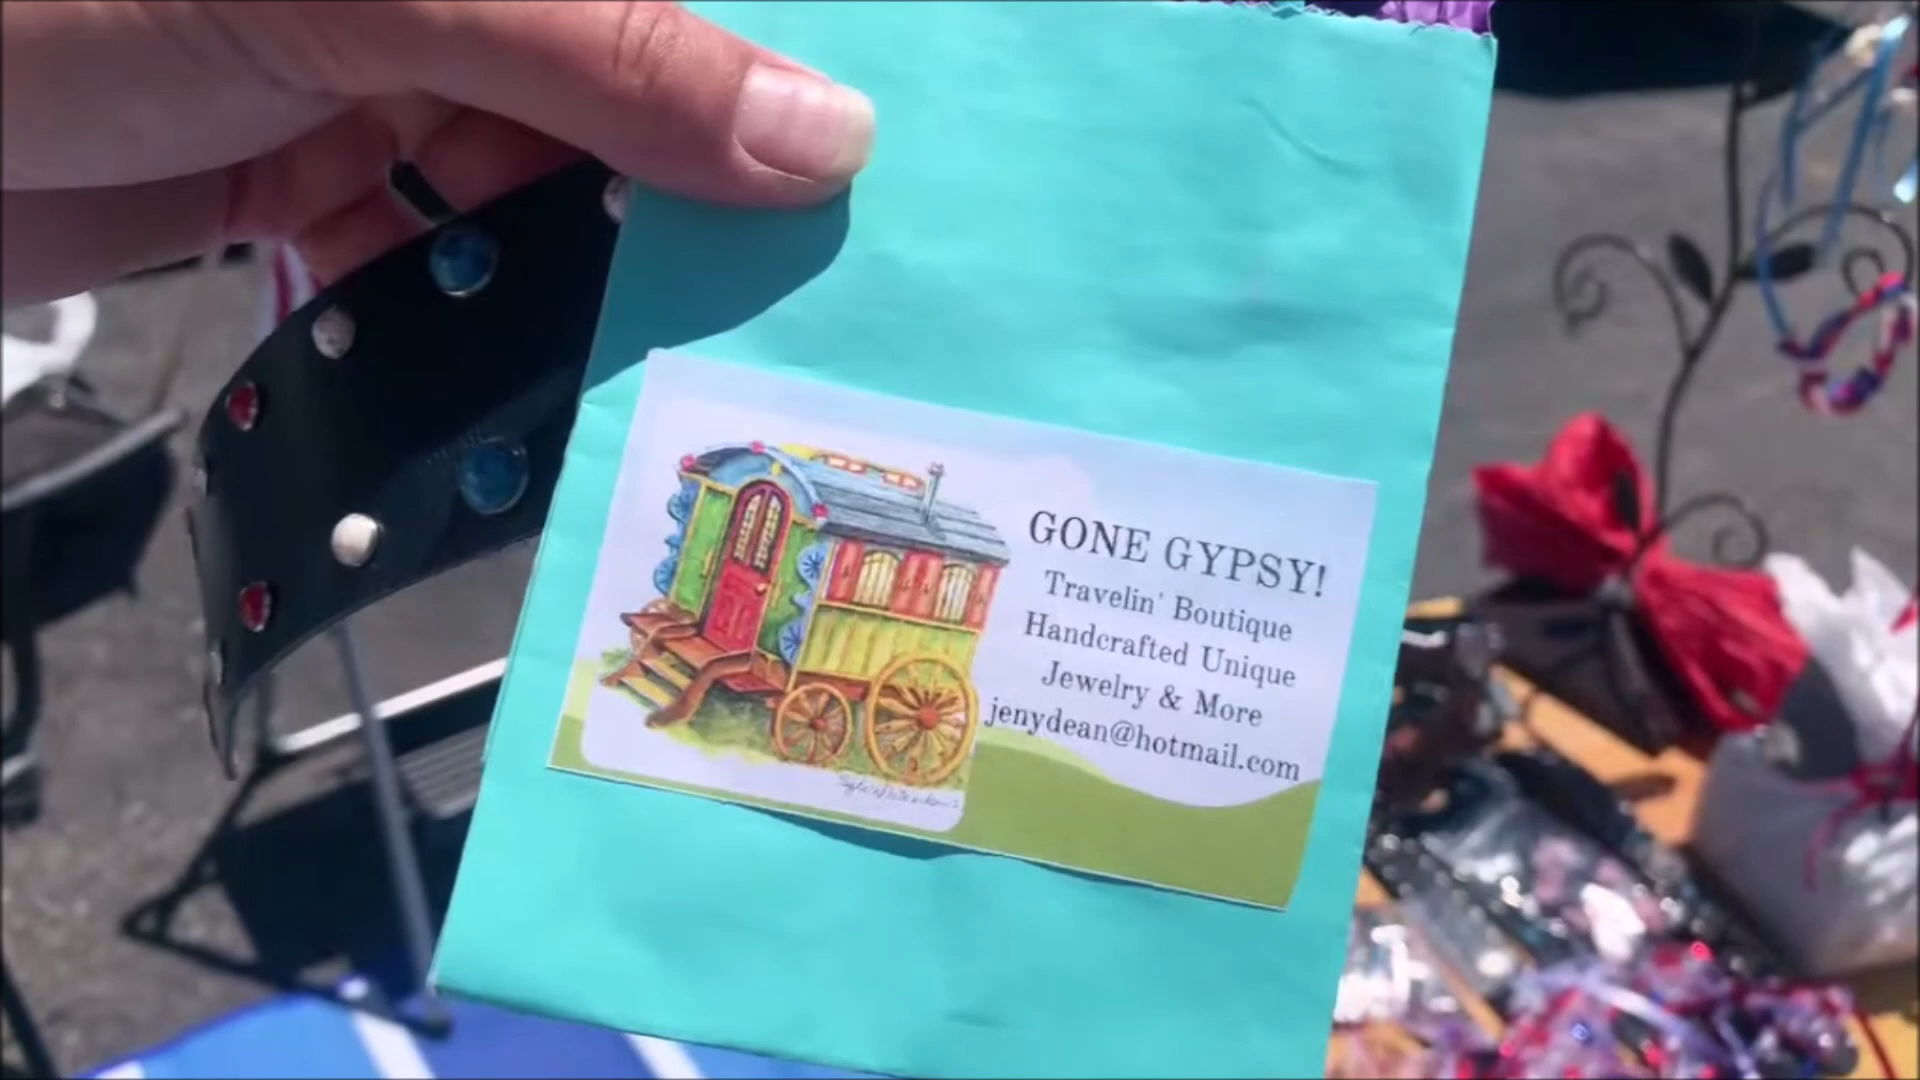 GONE GYPSY!
Travelin' Boutique
Handcrafted Unique
Jewelry & More
jenydean@hotmail.com